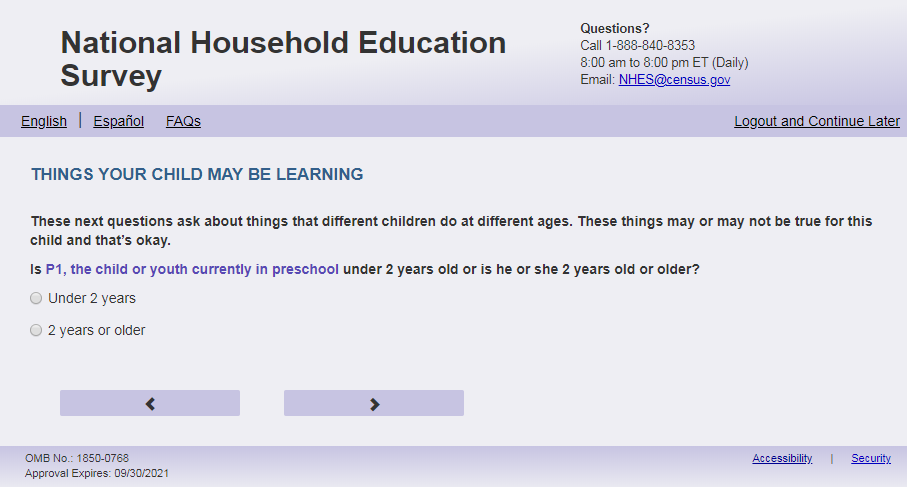 National Household Education
Survey
Questions?
Call 1-888-840-8353
8:00 am to 8:00 pm ET (Daily)
Email: NHES@census.gov
English | Español FAQs
Logout and Continue Later
THINGS YOUR CHILD MAY BE LEARNING
These next questions ask about things that different children do at different ages. These things may or may not be true for this
child and that's okay.
Is P1, the child or youth currently in preschool under 2 years old or is he or she 2 years old or older?
Under 2 years
2 years or older
OMB No.: 1850-0768
Approval Expires: 09/30/2021
Accessibility | Security